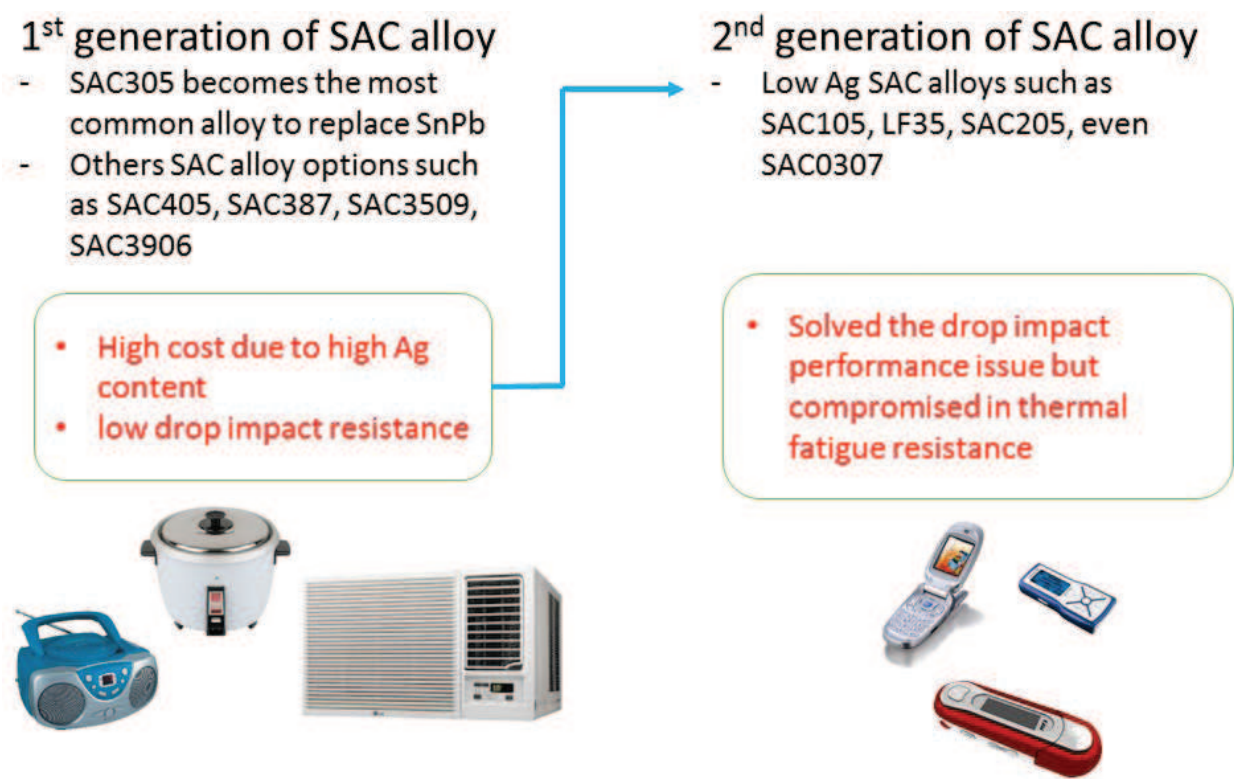 1st generation of SAC alloy
- SAC305 becomes the most
common alloy to replace SnPb
- Others SAC alloy options such
as SAC405, SAC387, SAC3509,
SAC3906
• High cost due to high Ag
content
• low drop impact resistance
2nd generation of SAC alloy
- Low Ag SAC alloys such as
SAC105, LF35, SAC205, even
SAC0307
• Solved the drop impact
performance issue but
compromised in thermal
fatigue resistance